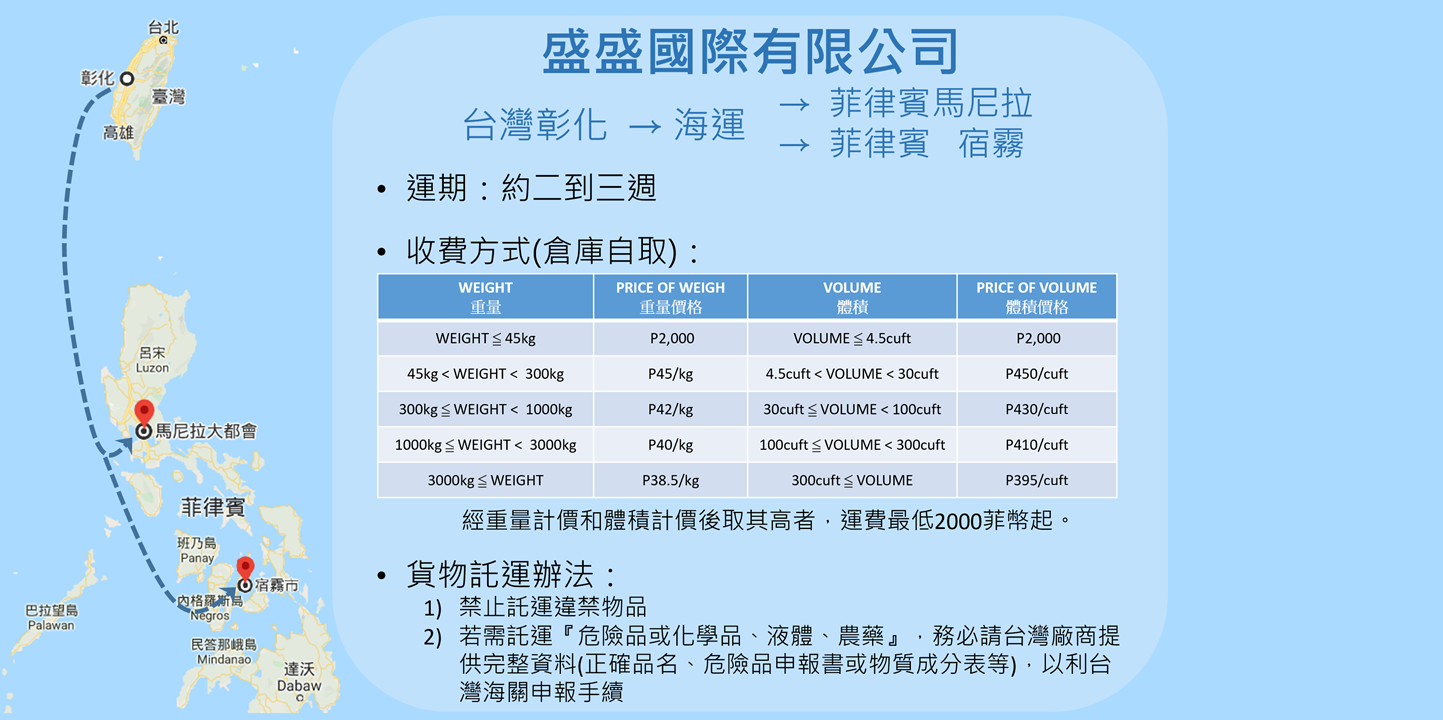 盛盛國際有限公司
台灣彰化 → 海運 → 菲律賓馬尼拉
→ 菲律賓 宿霧
• 運期：約二到三週
• 收費方式(倉庫自取)：
WEIGHT PRICE OF WEIGH VOLUME PRICE OF VOLUME
重量 重量價格 體積 體積價格
WEIGHT≦45kg P2,000 VOLUME≦4.5cuft P2,000
45kg < WEIGHT < 300kg P45/kg 4.5cuft < VOLUME < 30cuft P450/cuft
300kg≦WEIGHT < 1000kg P42/kg 30cuft≦VOLUME < 100cuft P430/cuft
1000kg≦WEIGHT < 3000kg P40/kg 100cuft≦VOLUME < 300cuft P410/cuft
3000kg≦WEIGHT P38.5/kg 300cuft≦VOLUME P395/cuft
經重量計價和體積計價後取其高者，運費最低2000菲幣起。
• 貨物託運辦法：
1) 禁止託運違禁物品
2) 若需託運『危險品或化學品、液體、農藥』，務必請台灣廠商提
供完整資料(正確品名、危險品申報書或物質成分表等)，以利台
灣海關申報手續
台北
彰化
臺灣
高雄
呂宋
Luzon
馬尼拉大都會
菲律賓
班乃島
Panay
宿霧市
內格羅斯島
Negros
巴拉望島
Palawan
民答那峨島
Mindanao
達沃
Dabaw